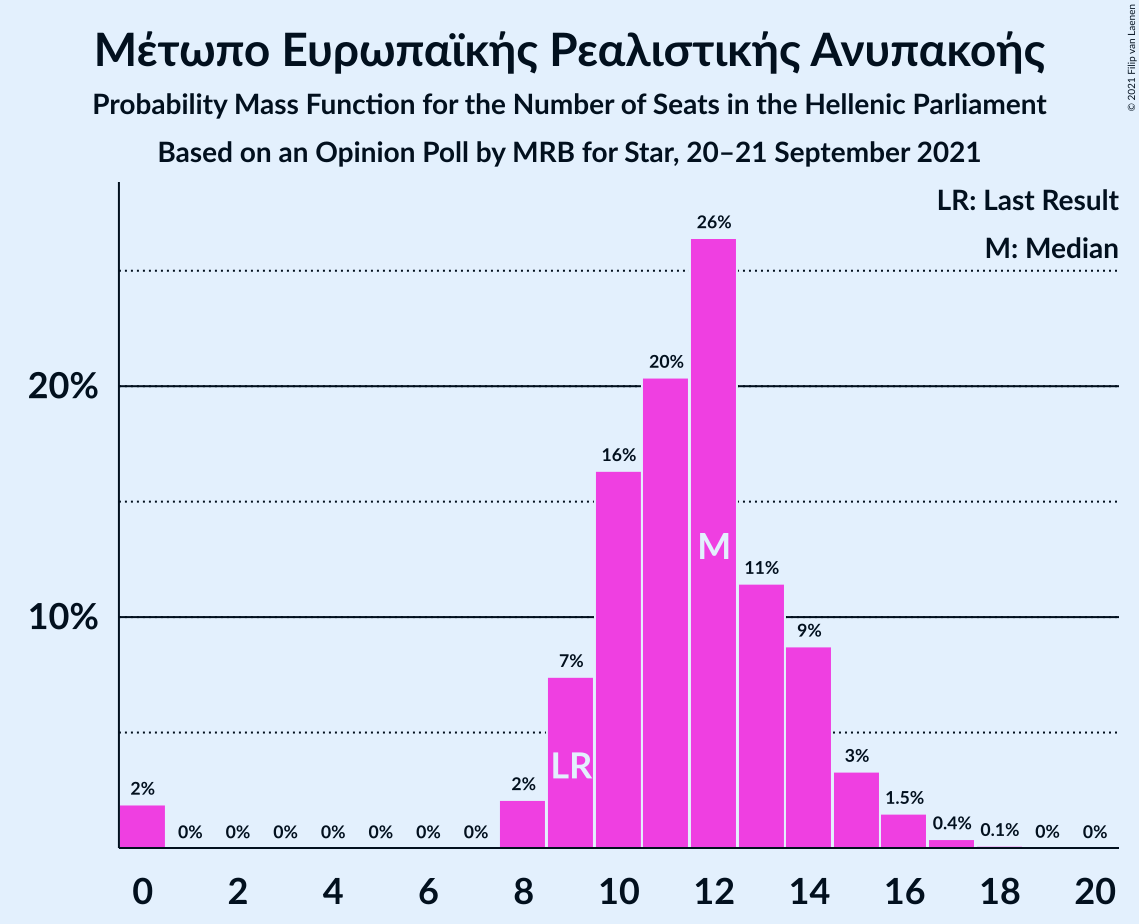 Μέτωπο Ευρωπαϊκής Ρεαλιστικής Ανυπακοής
Probability Mass Function for the Number of Seats in the Hellenic Parliament
Based on an Opinion Poll by MRB for Star, 20–21 September 2021
© 2021 Filip van Laenen
LR: Last Result
M: Median
26%
20%
20%
16%
M
11%
10%
9%
7%
LR
3%
2%
2%
1.5%
0.4%
0.1%
0% 0% 0% 0% 0% 0% 0% 0% 0%
0 2 4 6 8 10 12 14 16 18 20